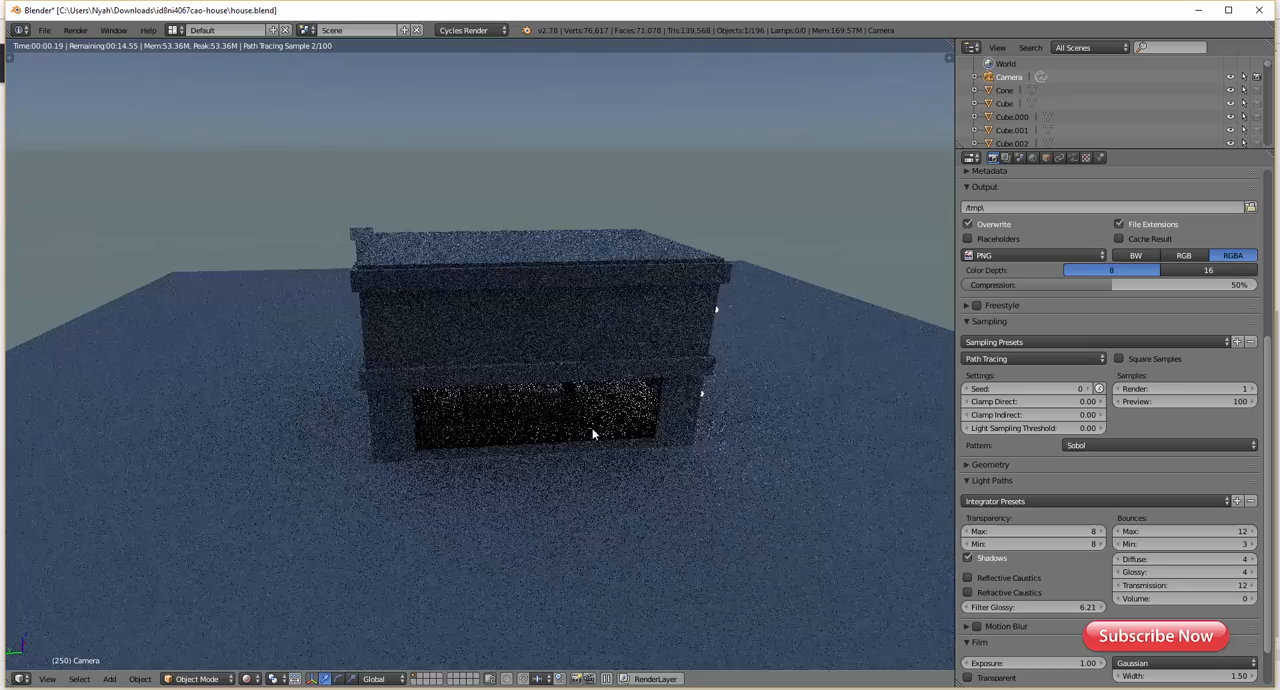 Blender* [C:\Users\Nyah\Downloads\id8ni4067cao-house\house.blend]
File Render Window Help Default Scene Cycles Render v2.78 | Verts:76,617 | Faces:71,078 | Tris:139,568 | Objects:1/196 | Lamps:0/0 | Mem:169.57M | Camera
Time:00:00.19 | Remaining:00:14.55 | Mem:53.36M, Peak:53.36M | Path Tracing Sample 2/100
View Search All Scenes
World
Camera
Cone
Cube
Cube.000
Cube.001
Cube.002
Metadata
Output
/tmp\
Overwrite File Extensions
Placeholders Cache Result
PNG BW RGB RGBA
Color Depth: 8 16
Compression: 50%
Freestyle
Sampling
Sampling Presets
Path Tracing Square Samples
Settings: Samples:
Seed: 0 Render: 1
Clamp Direct: 0.00 Preview: 100
Clamp Indirect: 0.00
Light Sampling Threshold: 0.00
Pattern: Sobol
Geometry
Light Paths
Integrator Presets
Transparency: Bounces:
Max: 8 Max: 12
Min: 8 Min: 3
Shadows Diffuse: 4
Glossy: 4
Reflective Caustics Transmission: 12
Refractive Caustics Volume: 0
Filter Glossy: 6.21
Motion Blur
Subscribe Now
Film
Exposure: 1.00 Gaussian
Transparent Width: 1.50
(250) Camera
View Select Add Object Object Mode Global RenderLayer